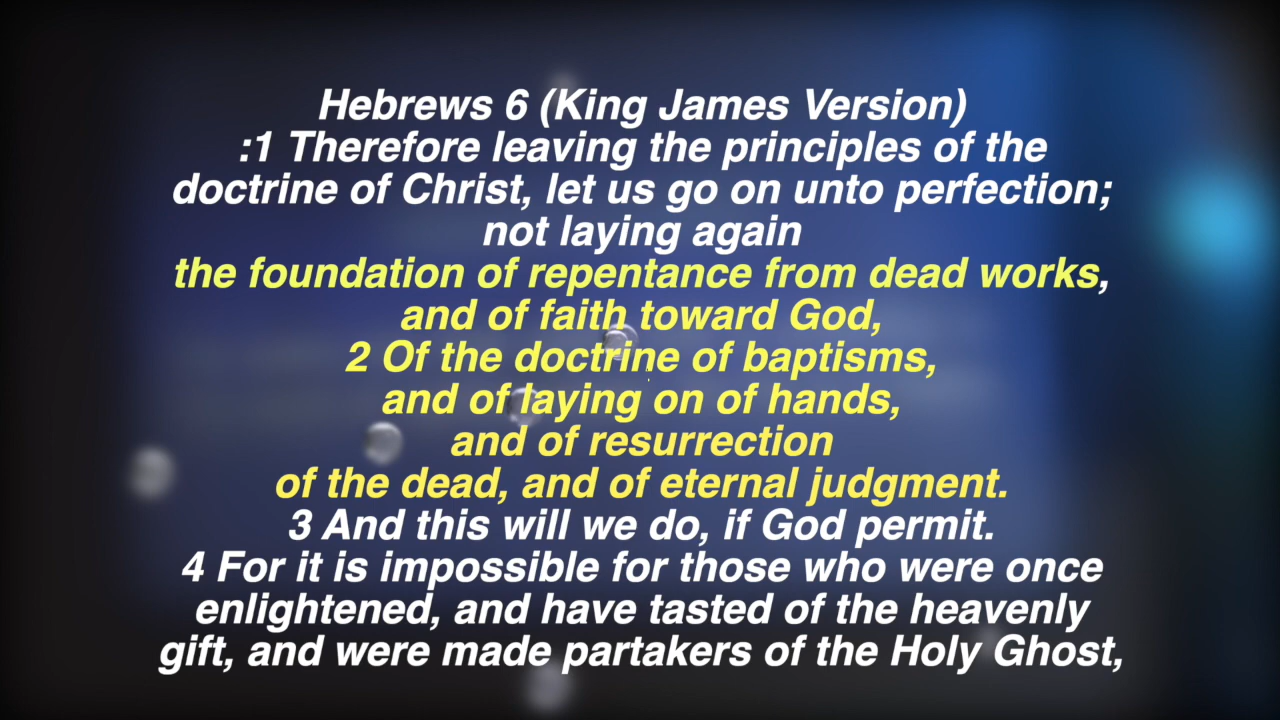 Hebrews 6 (King James Version)
:1 Therefore leaving the principles of the
doctrine of Christ, let us go on unto perfection;
not laying again
the foundation of repentance from dead works,
and of faith toward God,
2 Of the doctrine of baptisms,
and of laying on of hands,
and of resurrection
of the dead, and of eternal judgment.
3 And this will we do, if God permit.
4 For it is impossible for those who were once
enlightened, and have tasted of the heavenly
gift, and were made partakers of the Holy Ghost,